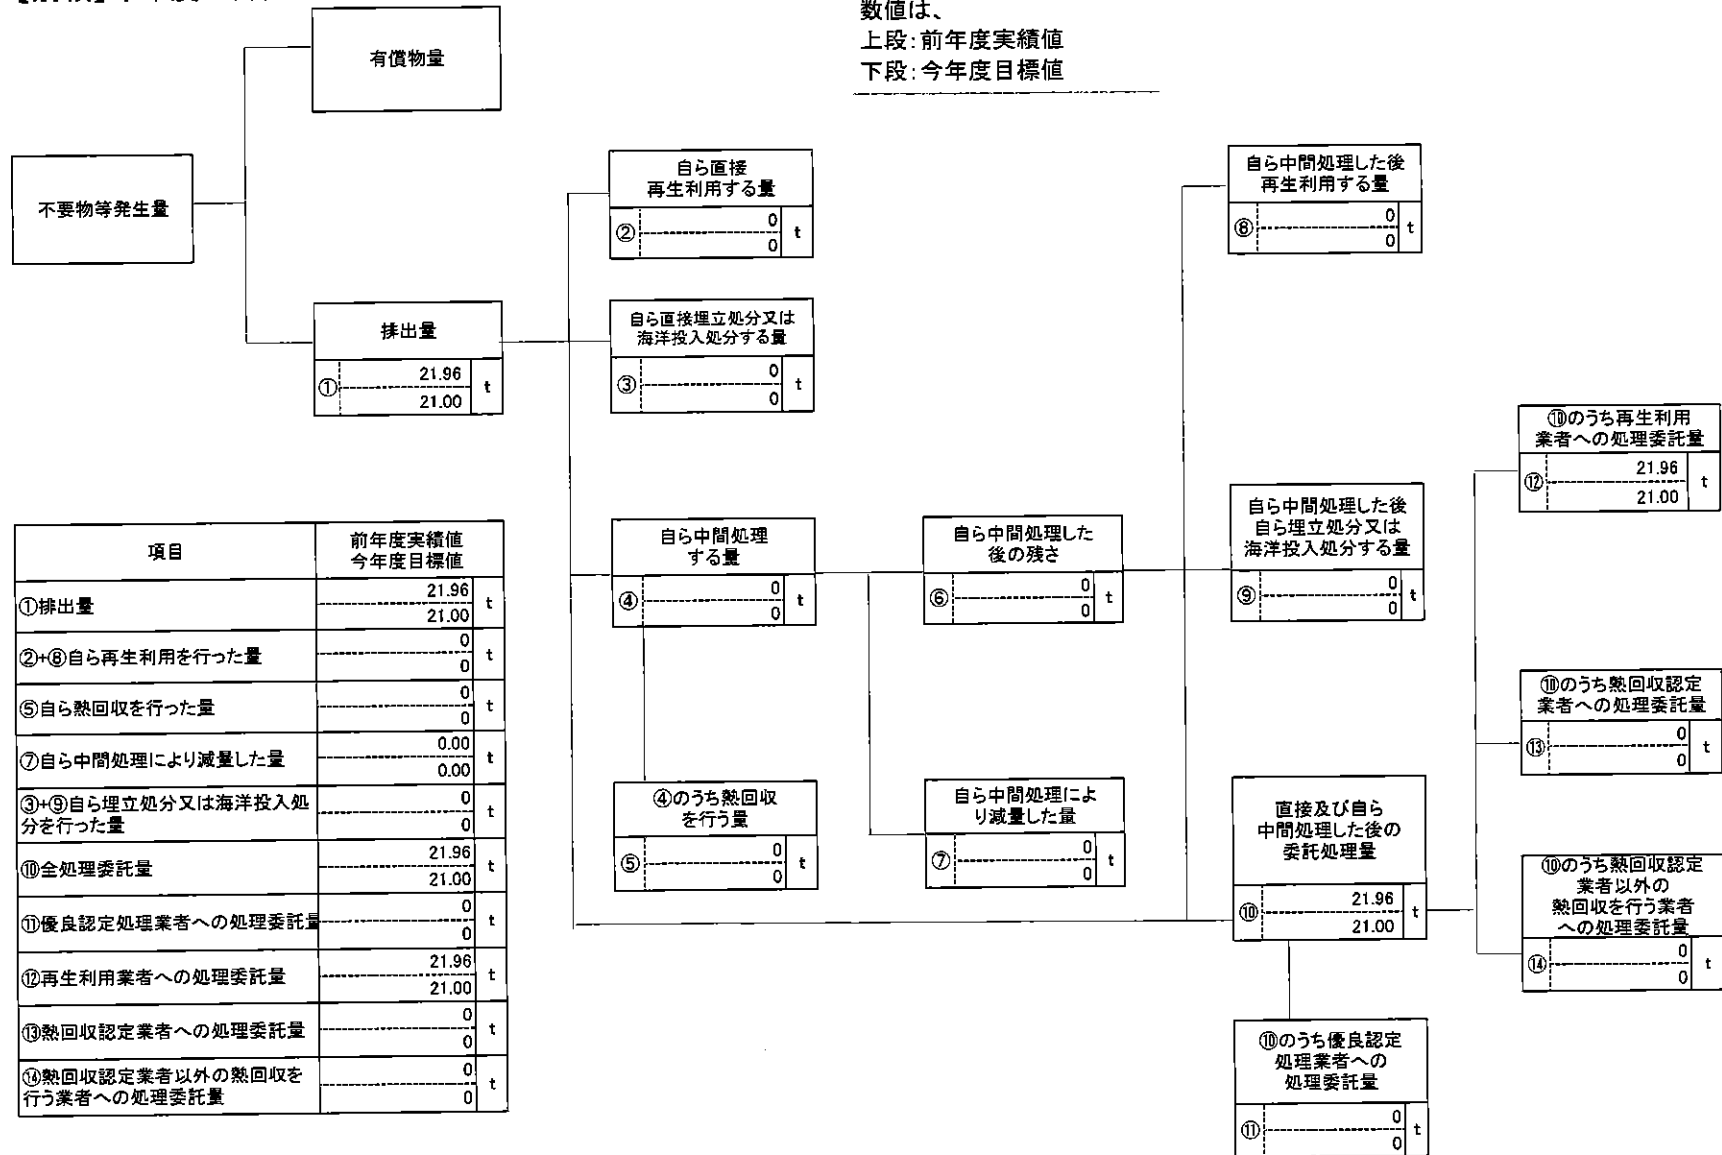 数値は、
上段：前年度実績値
下段：今年度目標値
有償物量
不要物等発生量
排出量
① 21.96 t
21.00
自ら直接
再生利用する量
② 0 t
0
自ら直接埋立処分又は
海洋投入処分する量
③ 0 t
0
自ら中間処理
する量
④ 0 t
0
④のうち熱回収
を行う量
⑤ 0 t
0
自ら中間処理した
後の残さ
⑥ 0 t
0
自ら中間処理によ
り減量した量
⑦ 0 t
0
自ら中間処理した後
再生利用する量
⑧ 0 t
0
自ら中間処理した後
自ら埋立処分又は
海洋投入処分する量
⑨ 0 t
0
直接及び自ら
中間処理した後の
委託処理量
⑩ 21.96 t
21.00
⑩のうち優良認定
処理業者への
処理委託量
⑪ 0 t
0
⑩のうち再生利用
業者への処理委託量
⑫ 21.96 t
21.00
⑩のうち熱回収認定
業者への処理委託量
⑬ 0 t
0
⑩のうち熱回収認定
業者以外の
熱回収を行う業者
への処理委託量
⑭ 0 t
0
項目 前年度実績値
今年度目標値
①排出量 21.96 t
21.00
②+⑧自ら再生利用を行った量 0 t
0
⑤自ら熱回収を行った量 0 t
0
⑦自ら中間処理により減量した量 0.00 t
0.00
③+⑨自ら埋立処分又は海洋投入処 0 t
分を行った量 0
⑩全処理委託量 21.96 t
21.00
⑪優良認定処理業者への処理委託量 0 t
0
⑫再生利用業者への処理委託量 21.96 t
21.00
⑬熱回収認定業者への処理委託量 0 t
0
⑭熱回収認定業者以外の熱回収を 0 t
行う業者への処理委託量 0